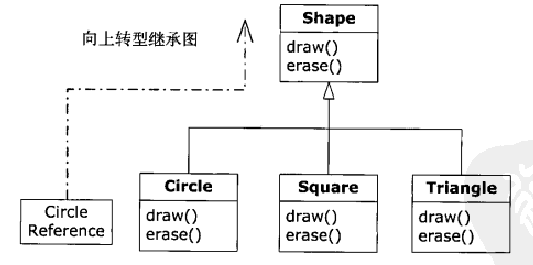 Shape
向上转型继承图
draw()
erase()
Circle
Square
Triangle
Circle
Reference
draw()
erase()
draw()
erase()
draw()
erase()